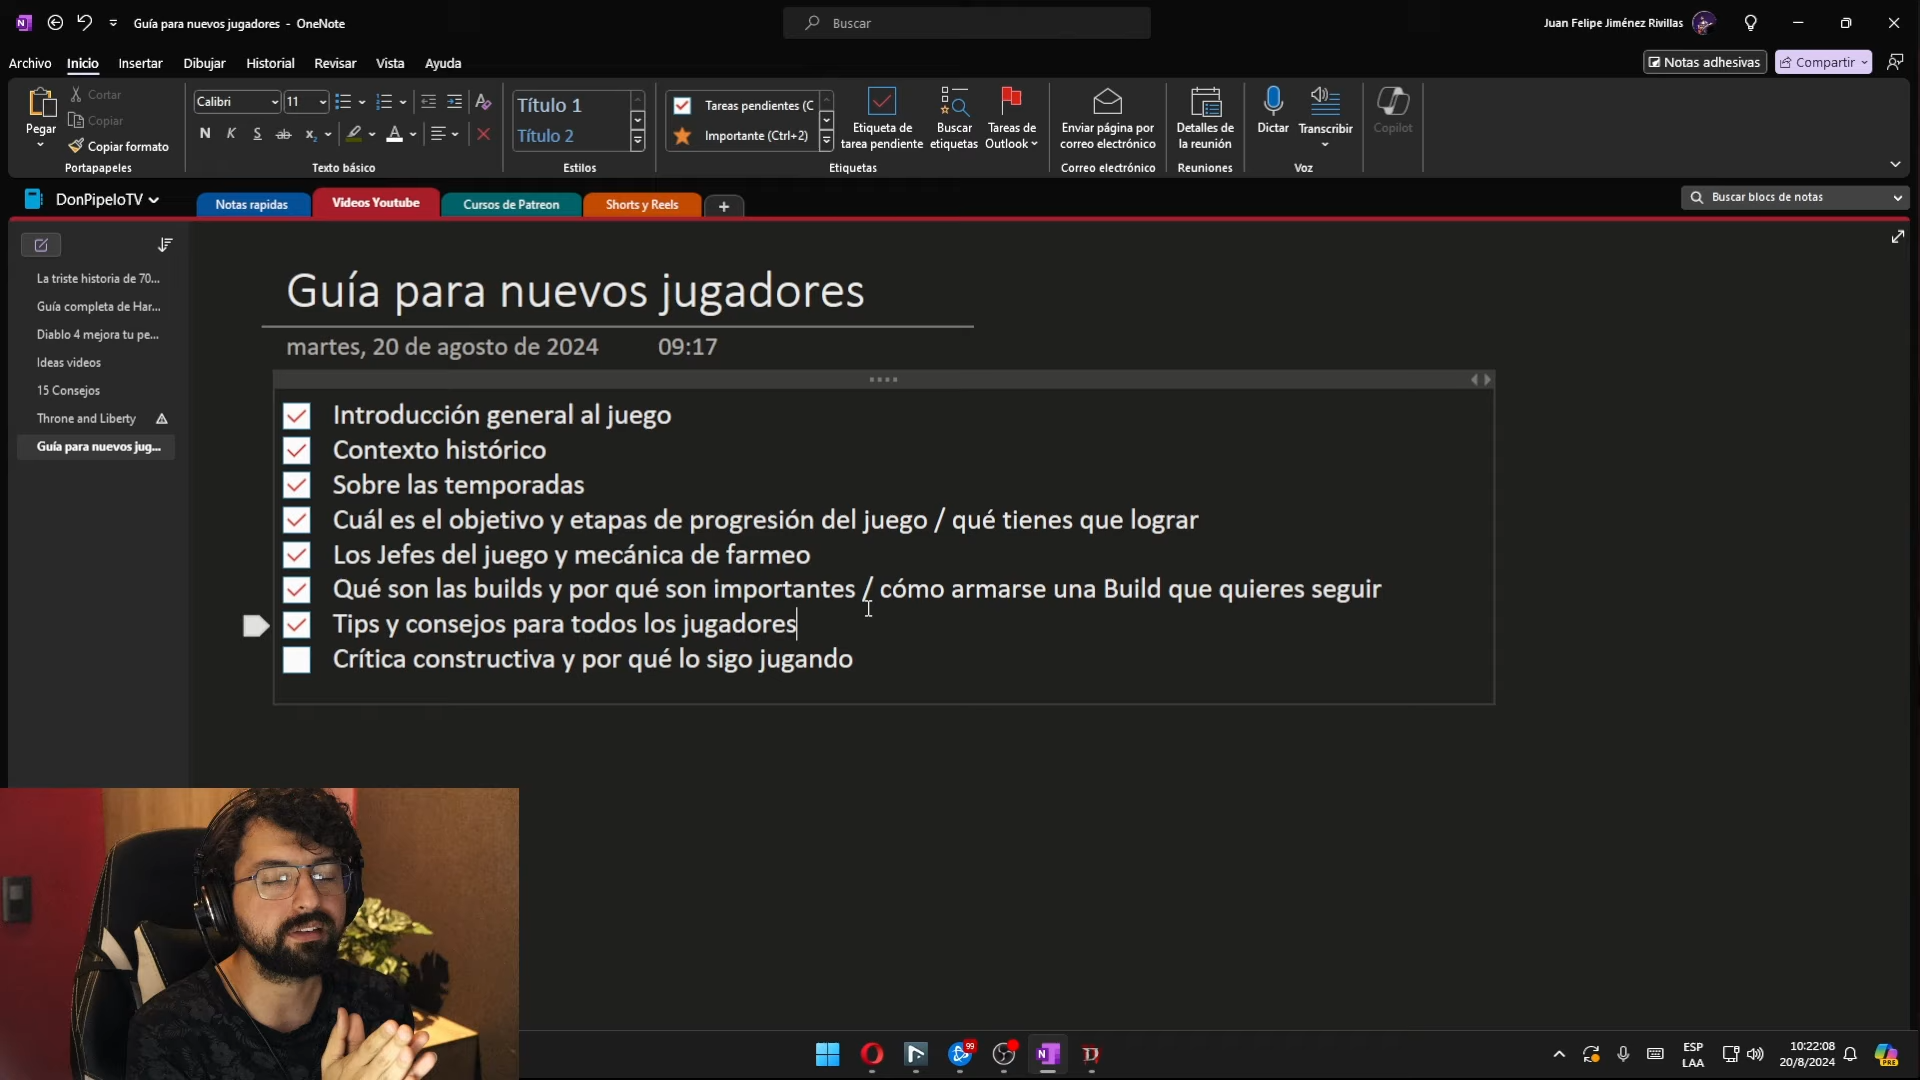 Guía para nuevos jugadores - OneNote
Buscar
Juan Felipe Jiménez Rivillas
Archivo Inicio Insertar Dibujar Historial Revisar Vista Ayuda
Notas adhesivas
Compartir
Pegar
Cortar
Copiar
Copiar formato
Portapapeles
Calibri 11
N K S ab x A
Texto básico
Título 1
Título 2
Estilos
Tareas pendientes (C
Importante (Ctrl+2)
Etiqueta de
tarea pendiente
Buscar
etiquetas
Tareas de
Outlook
Etiquetas
Enviar página por
correo electrónico
Correo electrónico
Detalles de
la reunión
Reuniones
Dictar
Transcribir
Voz
Copilot
DonPipeloTV
Notas rapidas
Videos Youtube
Cursos de Patreon
Shorts y Reels
+
Buscar blocs de notas
La triste historia de 70...
Guía completa de Har...
Diablo 4 mejora tu pe...
Ideas videos
15 Consejos
Throne and Liberty
Guía para nuevos jug...
Guía para nuevos jugadores
martes, 20 de agosto de 2024 09:17
Introducción general al juego
Contexto histórico
Sobre las temporadas
Cuál es el objetivo y etapas de progresión del juego / qué tienes que lograr
Los Jefes del juego y mecánica de farmeo
Qué son las builds y por qué son importantes / cómo armarse una Build que quieres seguir
Tips y consejos para todos los jugadores
Crítica constructiva y por qué lo sigo jugando
99
ESP
LAA
10:22:08
20/8/2024
PRE